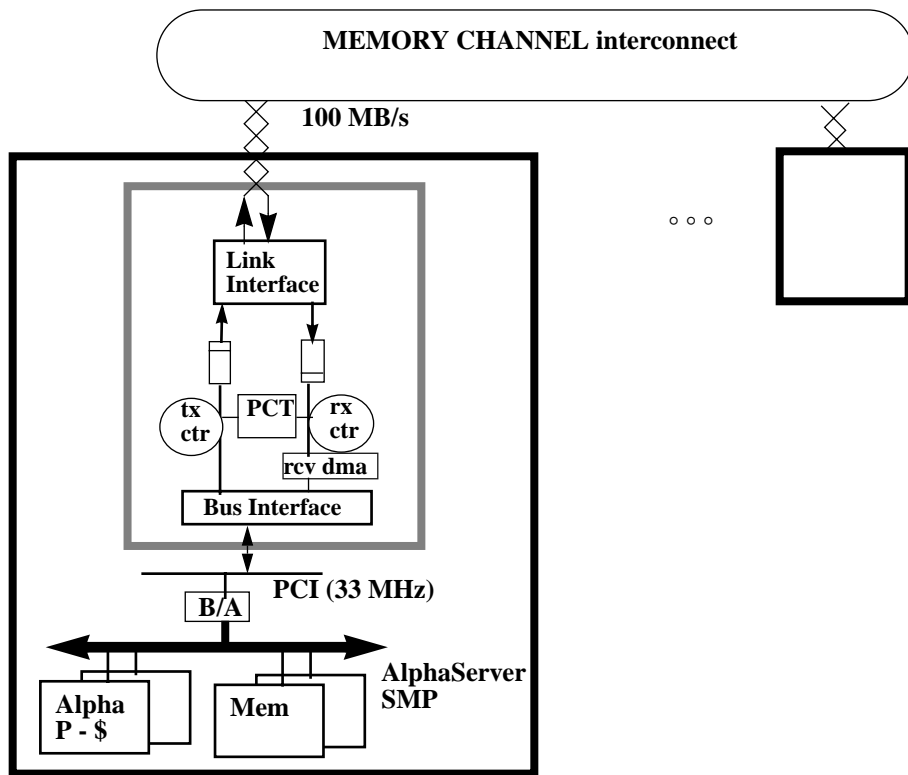 MEMORY CHANNEL interconnect
100 MB/s
Link
Interface
tx
ctr
PCT
rx
ctr
rcv dma
Bus Interface
PCI (33 MHz)
B/A
AlphaServer
SMP
Alpha
P - $
Mem